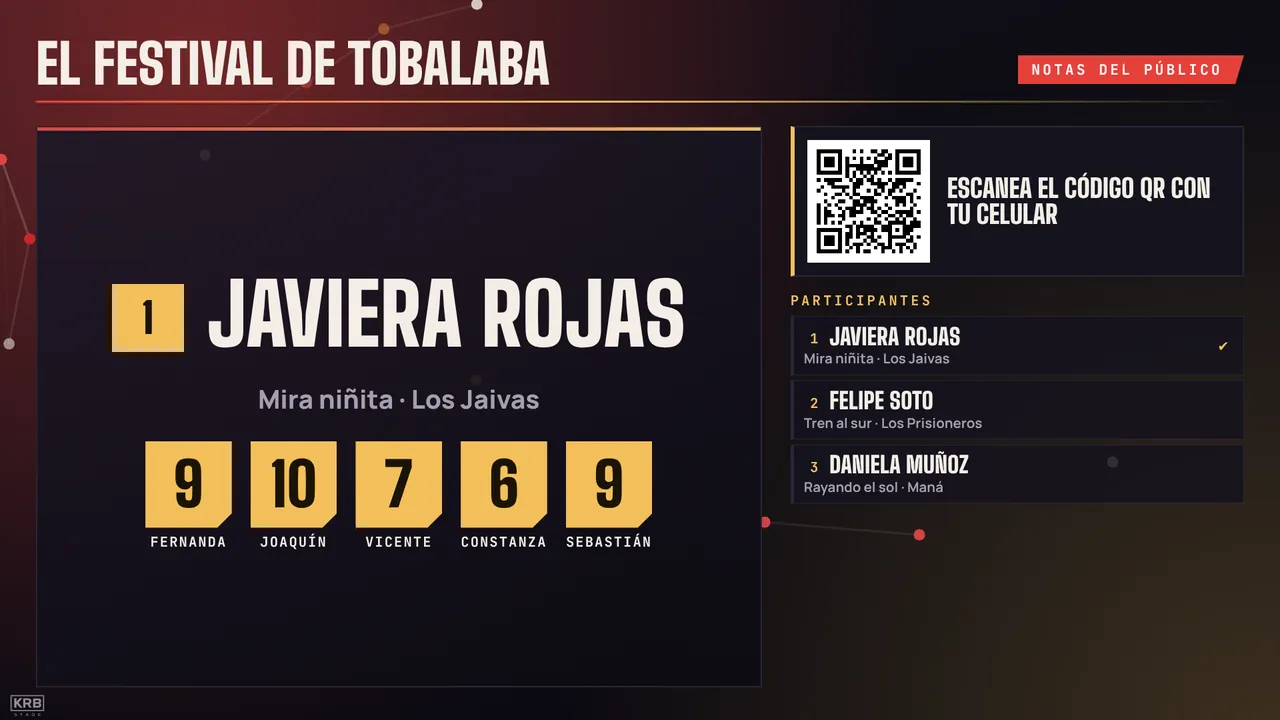 EL FESTIVAL DE TOBALABA
NOTAS DEL PÚBLICO
1 JAVIERA ROJAS
Mira niñita · Los Jaivas
9 10 7 6 9
FERNANDA JOAQUÍN VICENTE CONSTANZA SEBASTIÁN
ESCANEA EL CÓDIGO QR CON
TU CELULAR
PARTICIPANTES
1 JAVIERA ROJAS ✔
Mira niñita · Los Jaivas
2 FELIPE SOTO
Tren al sur · Los Prisioneros
3 DANIELA MUÑOZ
Rayando el sol · Maná
KRB
STAGE